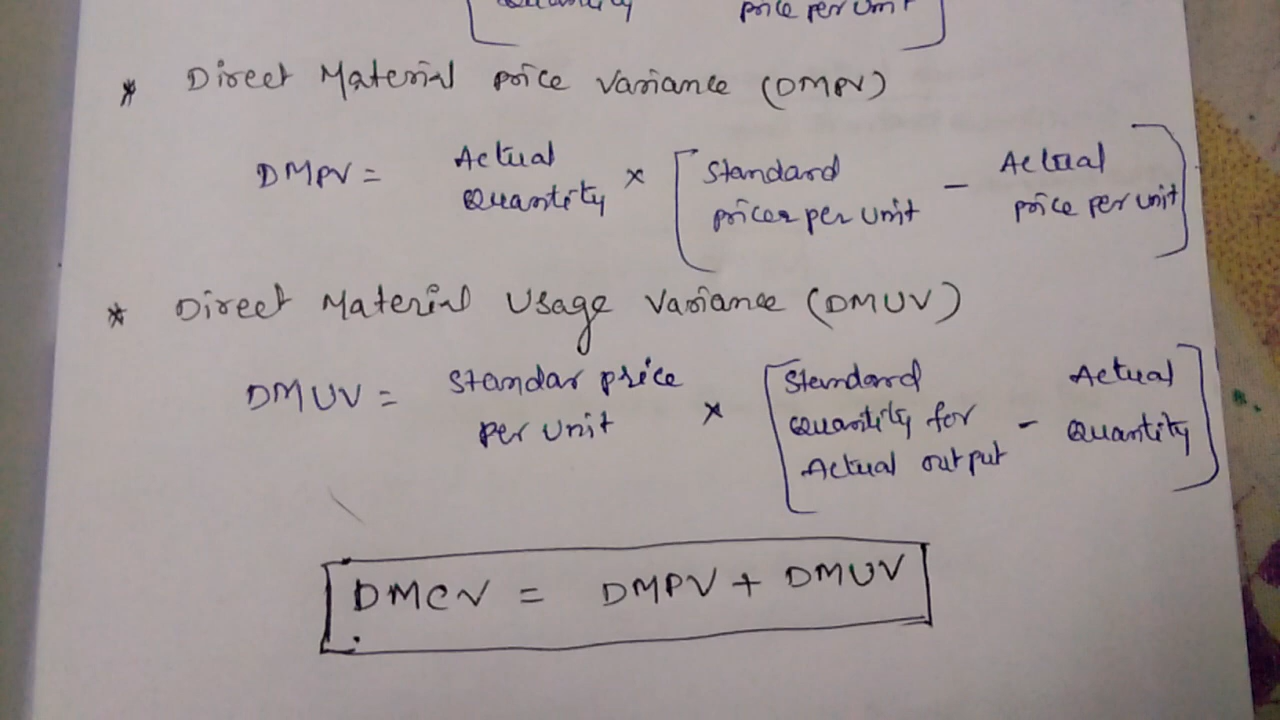 Quantity price per unit
* Direct Material price Variance (DMPV)
DMPV = Actual Quantity × [Standard pricer per unit − Actual price per unit]
* Direct Material Usage Variance (DMUV)
DMUV = Standar price per unit × [Standard Quantity for Actual output − Actual Quantity]
DMCV = DMPV + DMUV